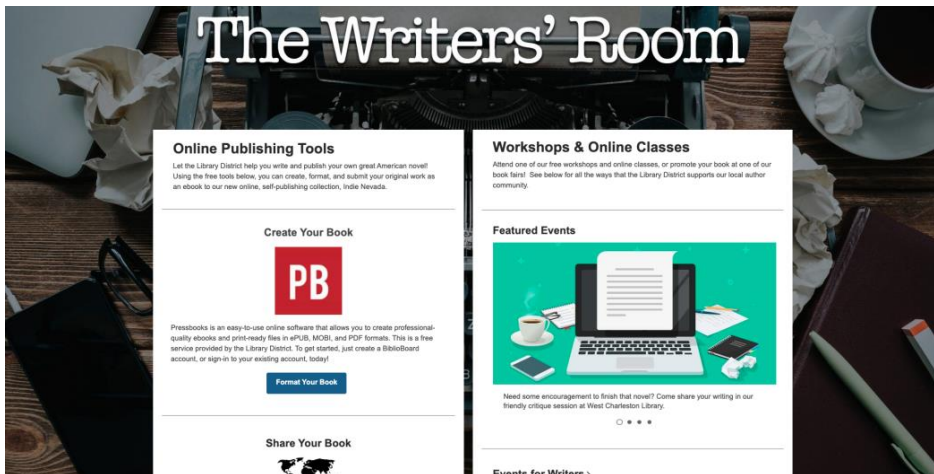 The Writers' Room
Online Publishing Tools
Let the Library District help you write and publish your own great American novel!
Using the free tools below, you can create, format, and submit your original work as
an ebook to our new online, self-publishing collection, Indie Nevada.
Create Your Book
PB
Pressbooks is an easy-to-use online software that allows you to create professional-
quality ebooks and print-ready files in ePUB, MOBI, and PDF formats. This is a free
service provided by the Library District. To get started, just create a BiblioBoard
account, or sign-in to your existing account, today!
Format Your Book
Share Your Book
Workshops & Online Classes
Attend one of our free workshops and online classes, or promote your book at one of our
book fairs! See below for all the ways that the Library District supports our local author
community.
Featured Events
Need some encouragement to finish that novel? Come share your writing in our
friendly critique session at West Charleston Library.
Events for Writers >